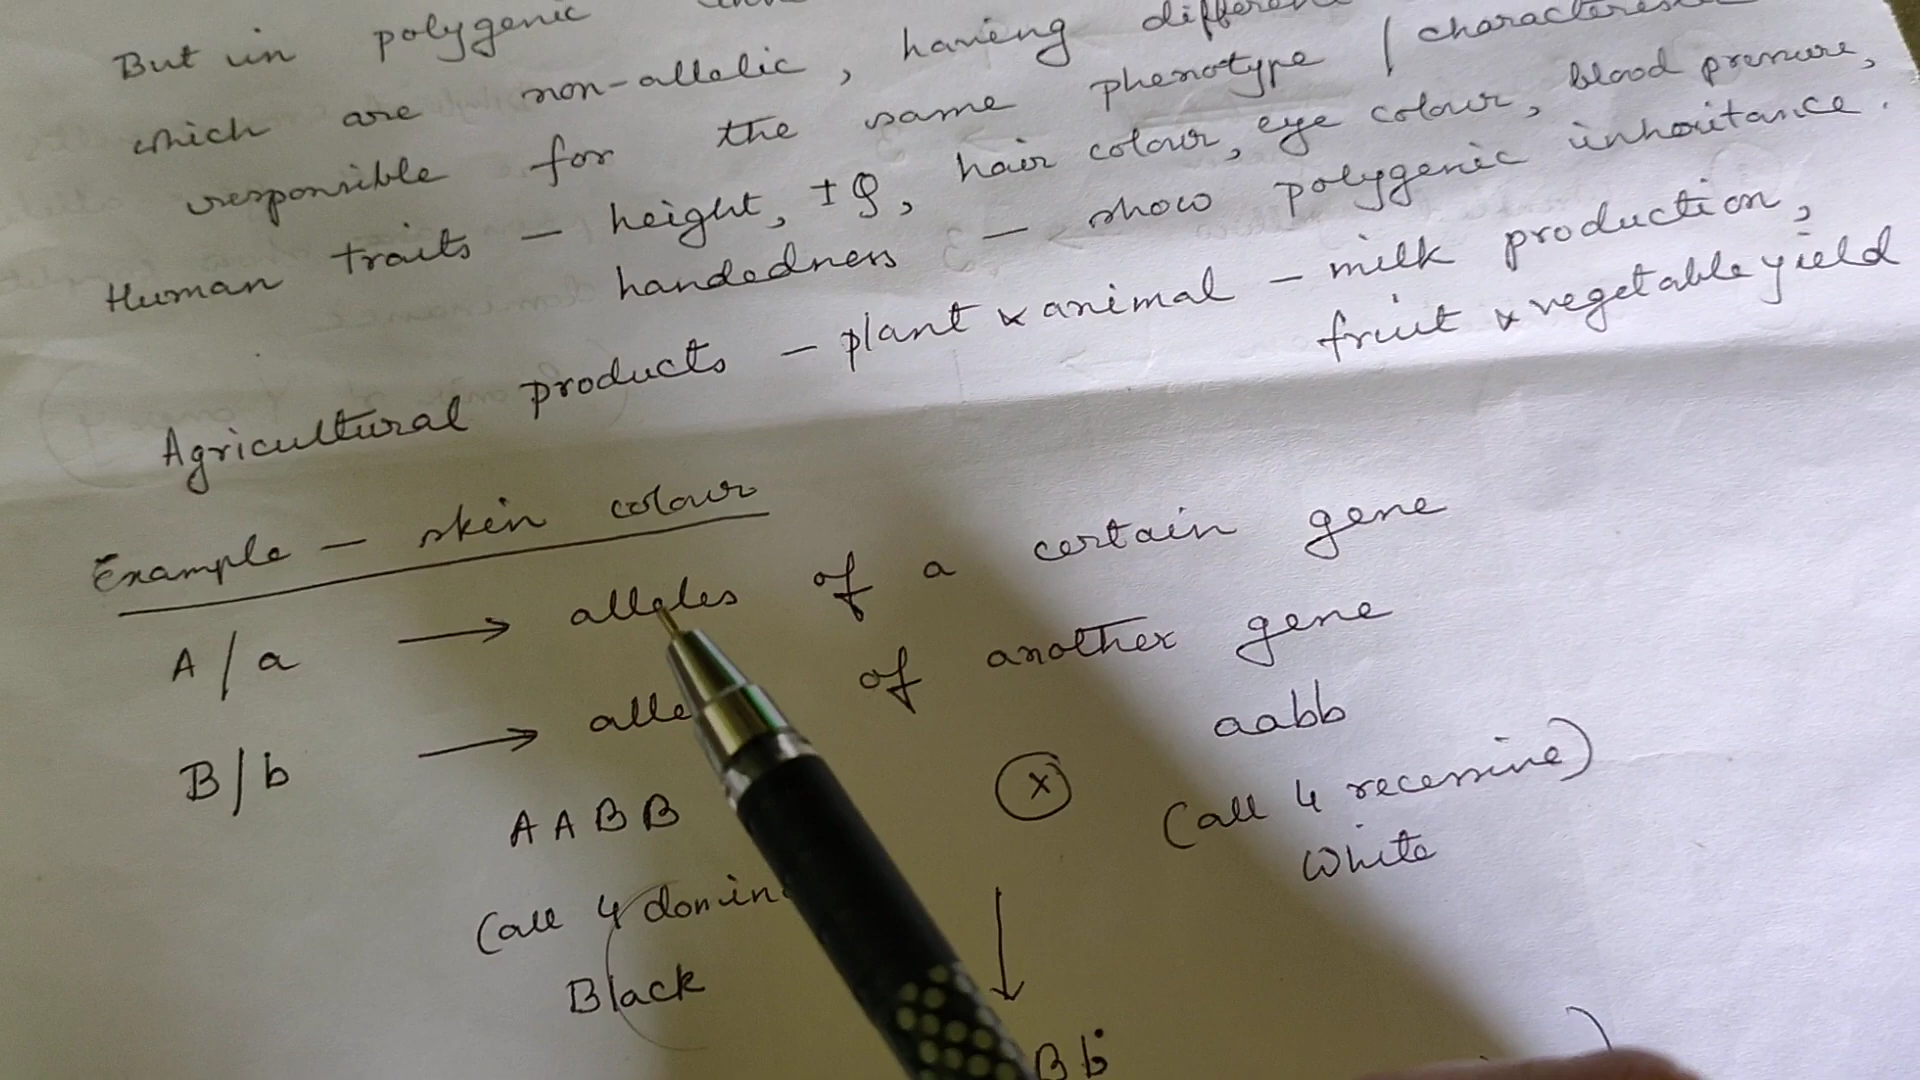 But in polygenic
which are non-allelic, having different
responsible for the same phenotype / characteristic
Human traits – height, IQ, hair colour, eye colour, blood pressure,
handedness – show polygenic inheritance.
Agricultural products – plant & animal – milk production,
fruit & vegetable yield
Example – skin colour
A/a → alleles of a certain gene
B/b → alle of another gene
AABB ⓧ aabb
(all 4 domin (all 4 recessive)
Black White
↓
Bb